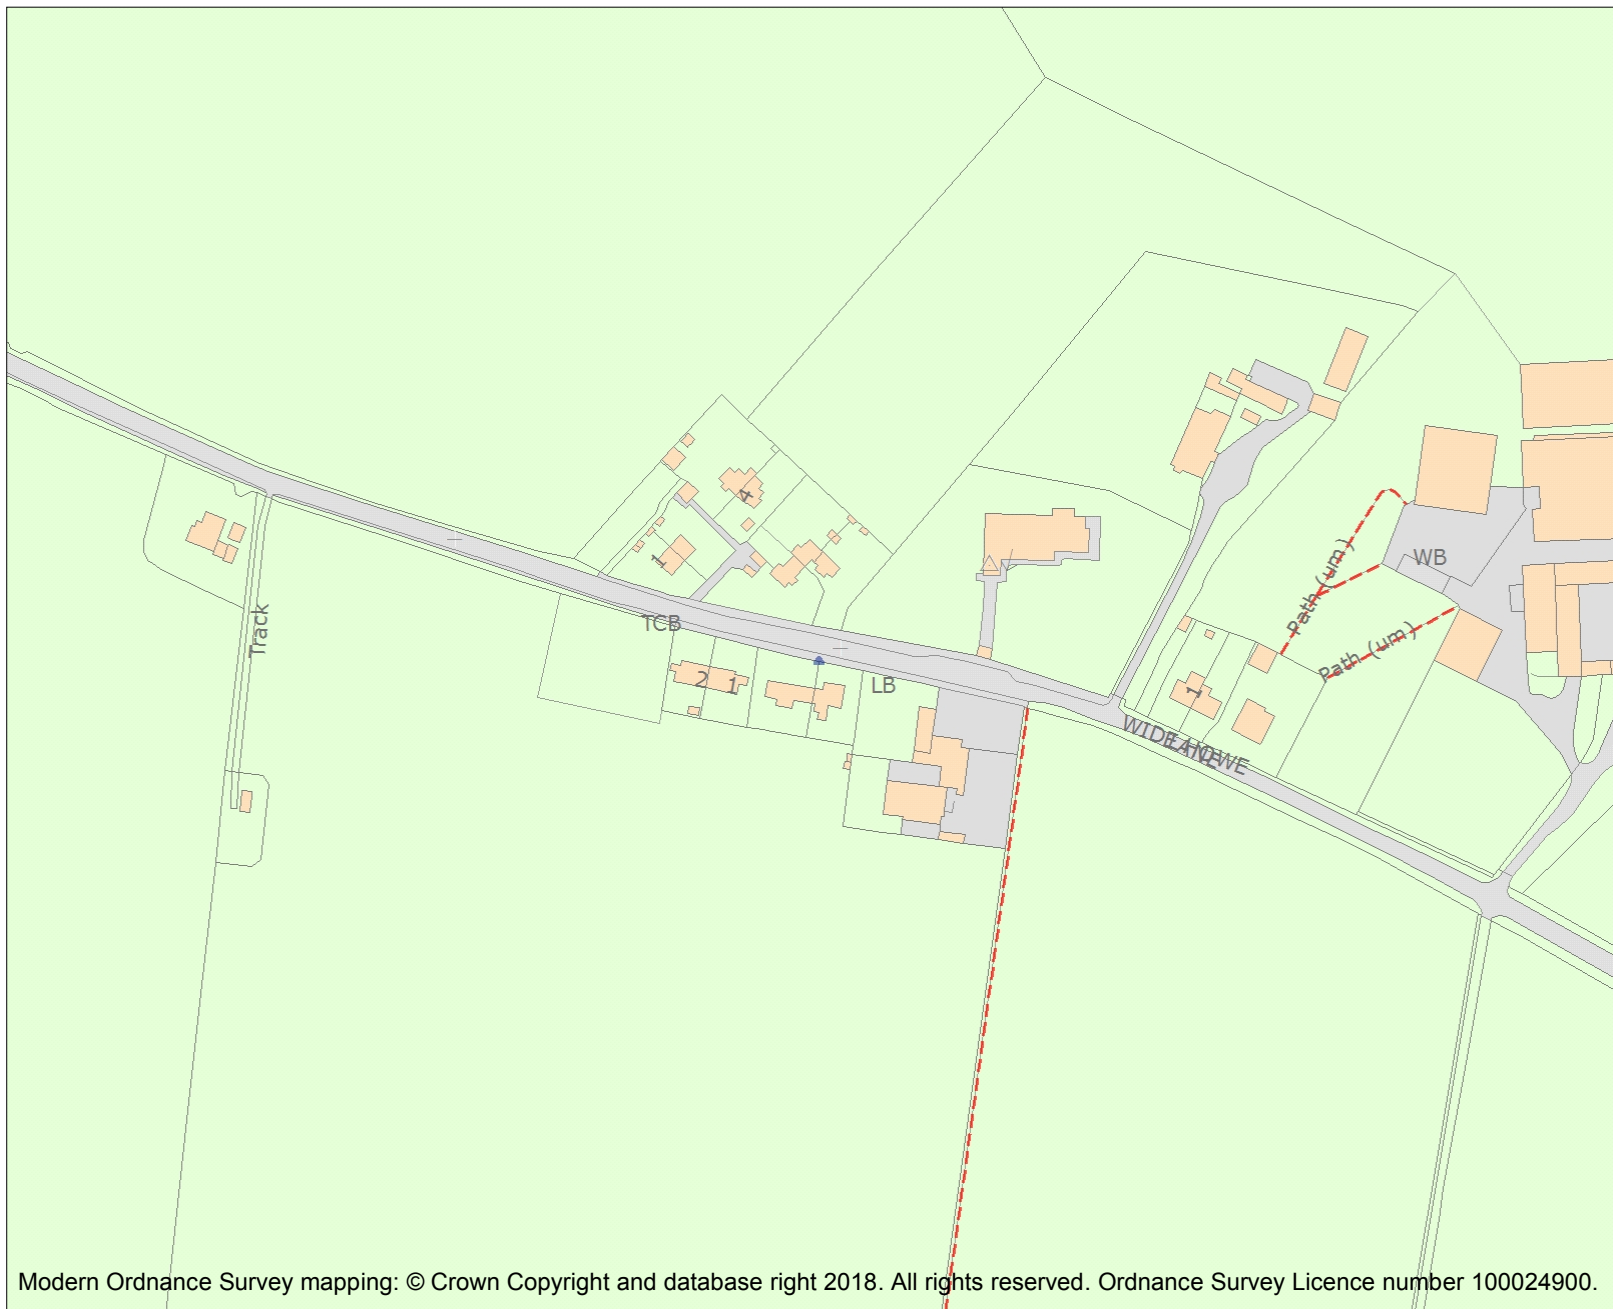 4
1
Path (um)
WB
Track
TCB
Path (um)
2 1
LB
1
Modern Ordnance Survey mapping: © Crown Copyright and database right 2018. All rights reserved. Ordnance Survey Licence number 100024900.